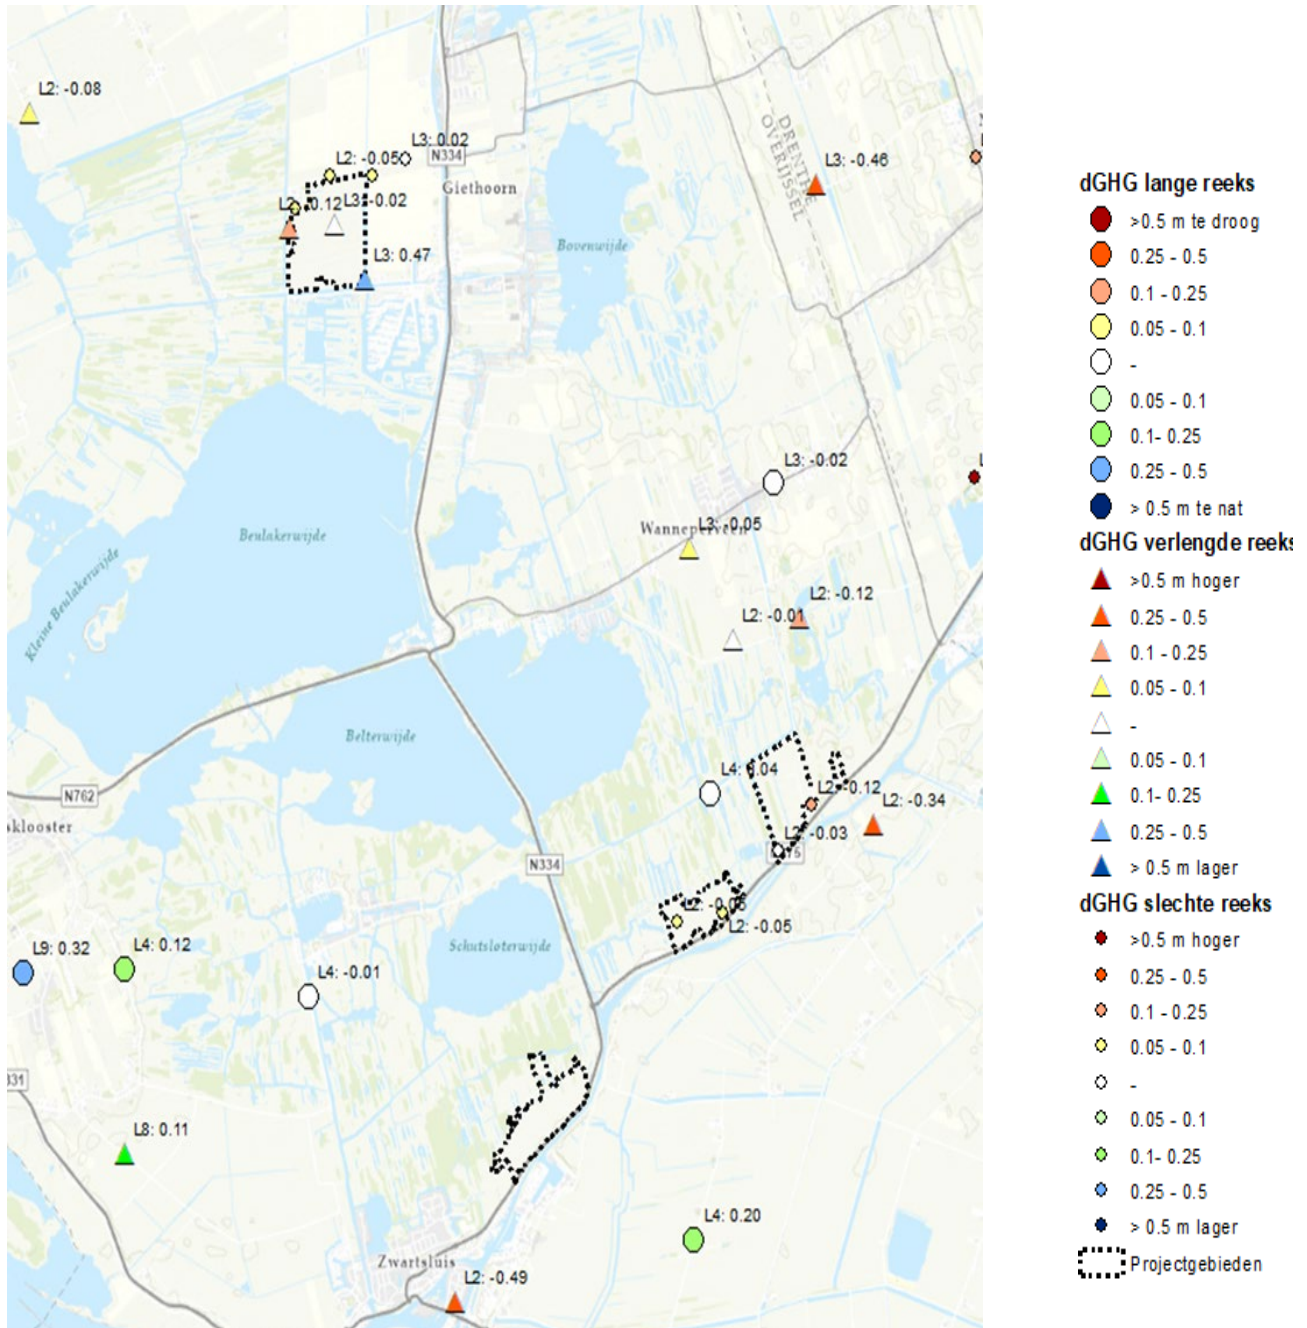 L2: -0.08
L3: 0.02
L2: -0.05
N334
Giethoorn
DRENTHE
OVERIJSSEL
L3: -0.46
L3: -0.02
L3: 0.47
Bovenwijde
L3: -0.02
Wanneperveen
L3: -0.05
Beulakerwijde
Kleine Beulakerwijde
L2: -0.12
L2: -0.01
Belterwijde
N762
sklooster
L4: 0.04
L2: -0.12
L2: -0.34
L2: -0.03
N334
L2: -0.05
Schutsloterwijde
L9: 0.32
L4: 0.12
L4: -0.01
331
L8: 0.11
L4: 0.20
Zwartsluis
L2: -0.49
dGHG lange reeks
>0.5 m te droog
0.25 - 0.5
0.1 - 0.25
0.05 - 0.1
-
0.05 - 0.1
0.1- 0.25
0.25 - 0.5
> 0.5 m te nat
dGHG verlengde reeks
>0.5 m hoger
0.25 - 0.5
0.1 - 0.25
0.05 - 0.1
-
0.05 - 0.1
0.1- 0.25
0.25 - 0.5
> 0.5 m lager
dGHG slechte reeks
>0.5 m hoger
0.25 - 0.5
0.1 - 0.25
0.05 - 0.1
-
0.05 - 0.1
0.1- 0.25
0.25 - 0.5
> 0.5 m lager
Projectgebieden